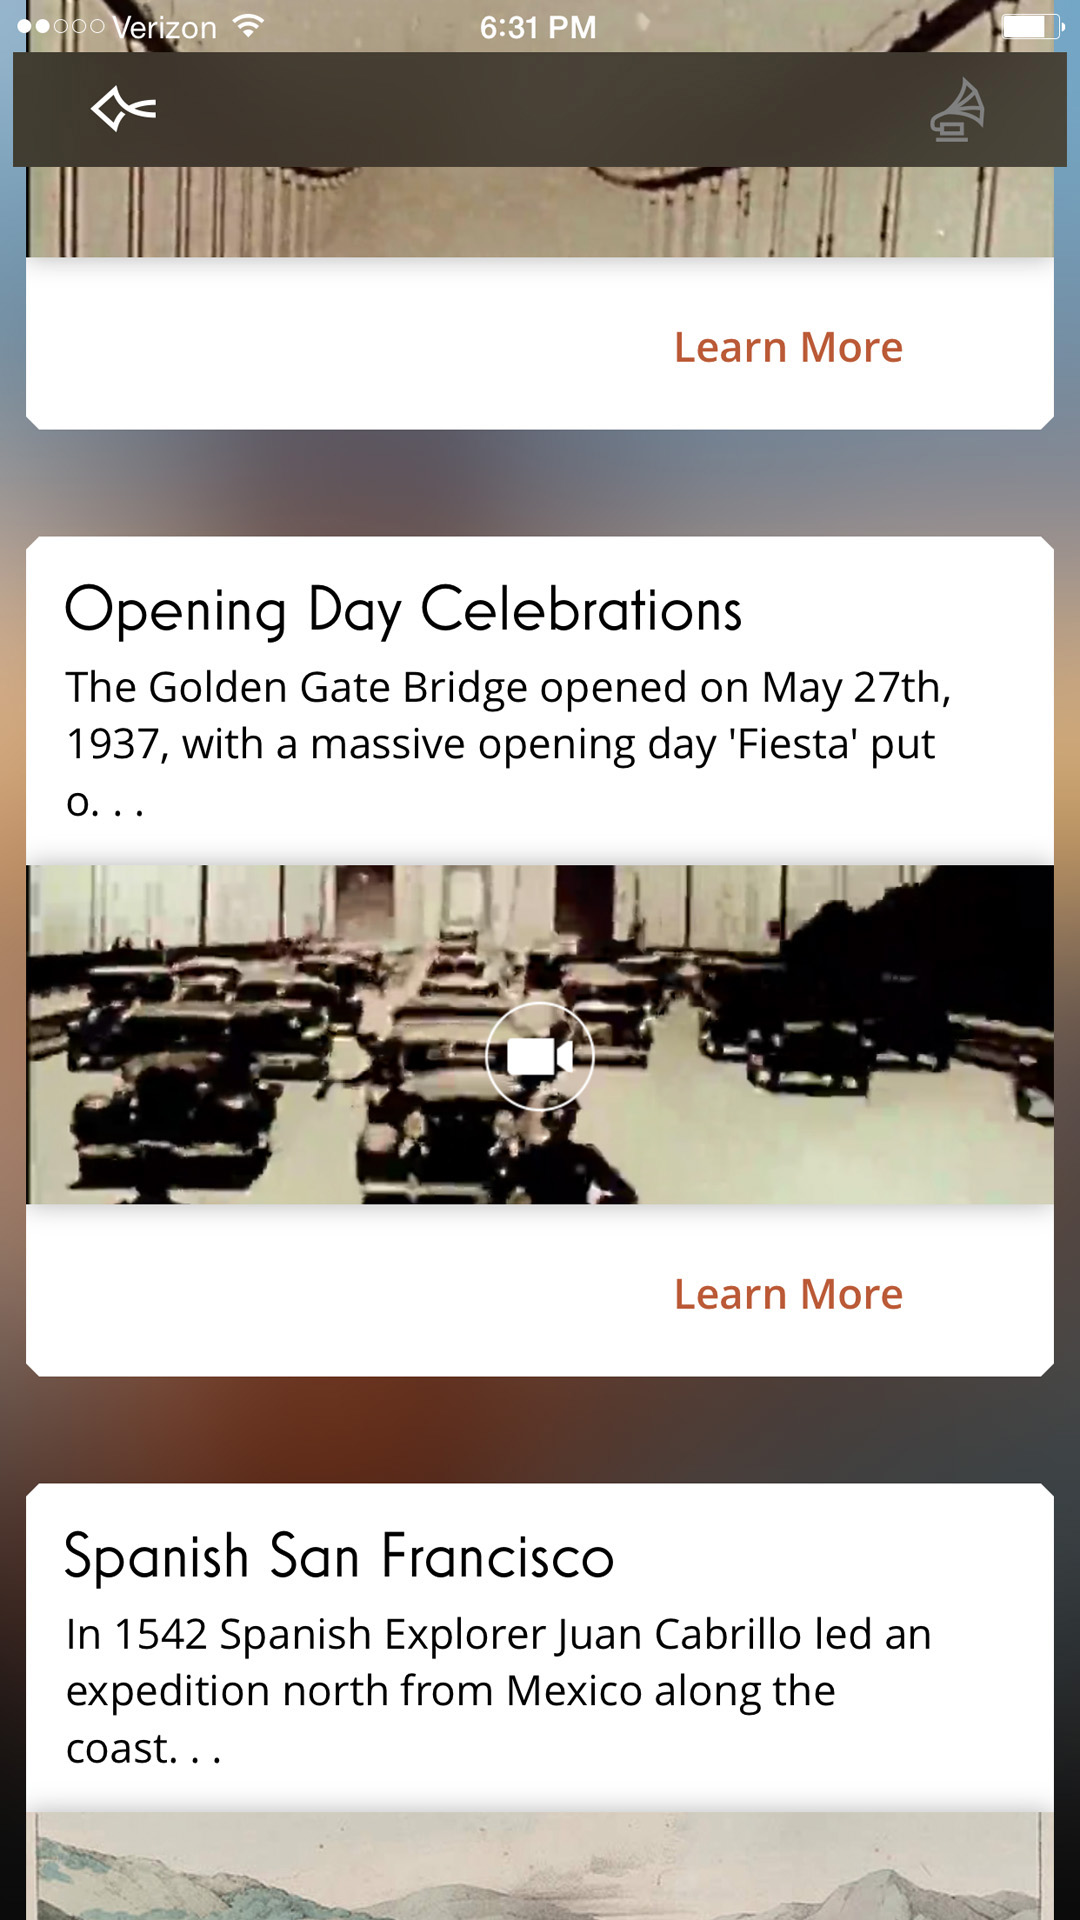 Verizon 6:31 PM
Learn More
Opening Day Celebrations
The Golden Gate Bridge opened on May 27th,
1937, with a massive opening day 'Fiesta' put
o. . .
Learn More
Spanish San Francisco
In 1542 Spanish Explorer Juan Cabrillo led an
expedition north from Mexico along the
coast. . .